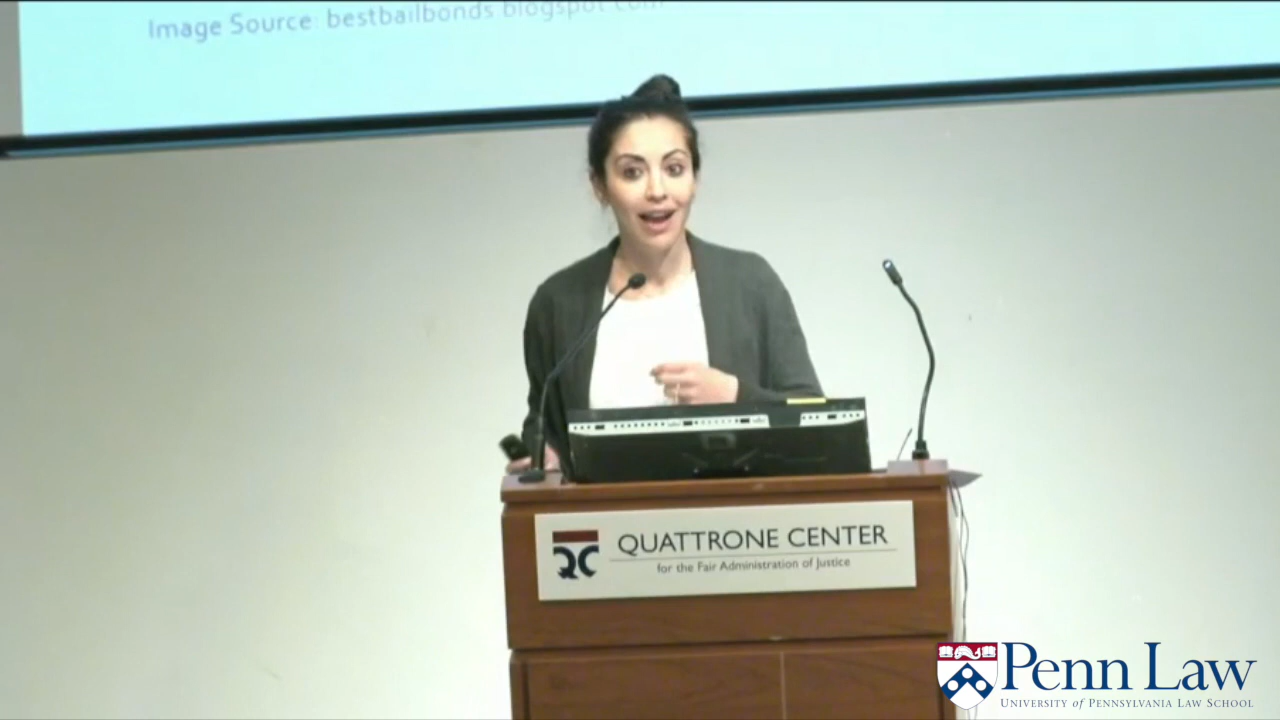 Image Source: bestbailbonds.blogspot.com
QC
QUATTRONE CENTER
for the Fair Administration of Justice
Penn Law
UNIVERSITY of PENNSYLVANIA LAW SCHOOL